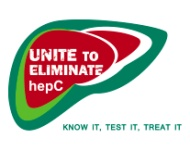 UNITE TO
ELIMINATE
hepC
KNOW IT, TEST IT, TREAT IT